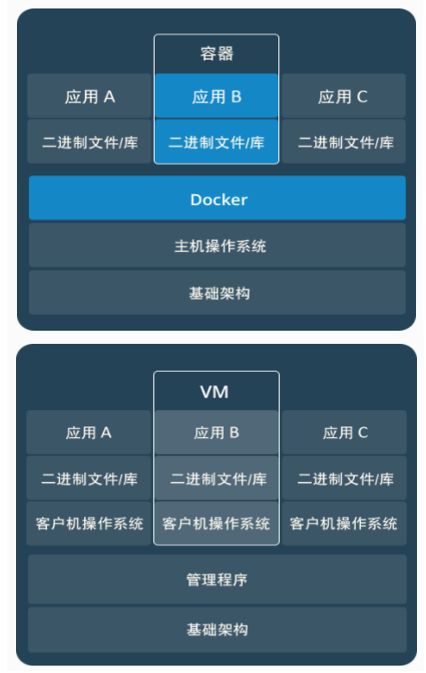 容器
应用 A 应用 B 应用 C
二进制文件/库 二进制文件/库 二进制文件/库
Docker
主机操作系统
基础架构
VM
应用 A 应用 B 应用 C
二进制文件/库 二进制文件/库 二进制文件/库
客户机操作系统 客户机操作系统 客户机操作系统
管理程序
基础架构